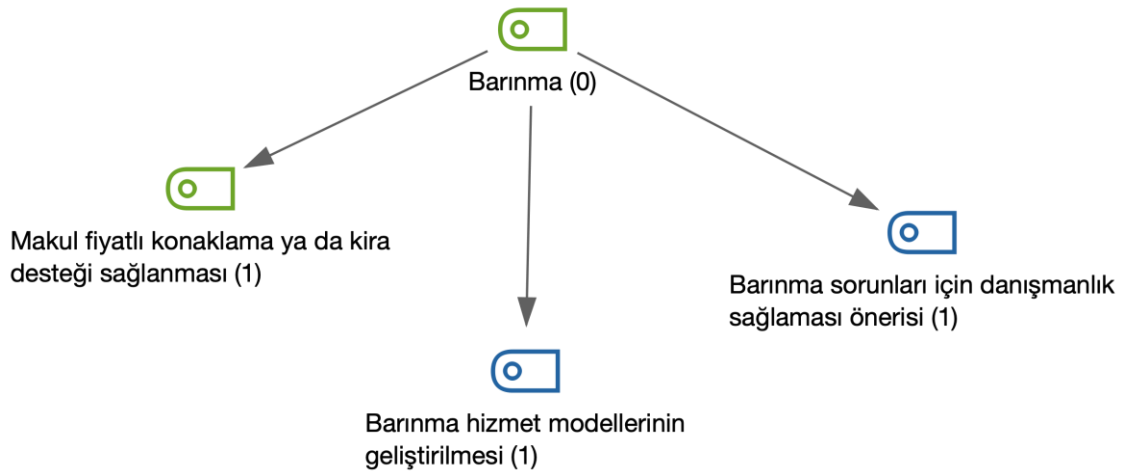 Barınma (0)
Makul fiyatlı konaklama ya da kira
desteği sağlanması (1)
Barınma sorunları için danışmanlık
sağlaması önerisi (1)
Barınma hizmet modellerinin
geliştirilmesi (1)